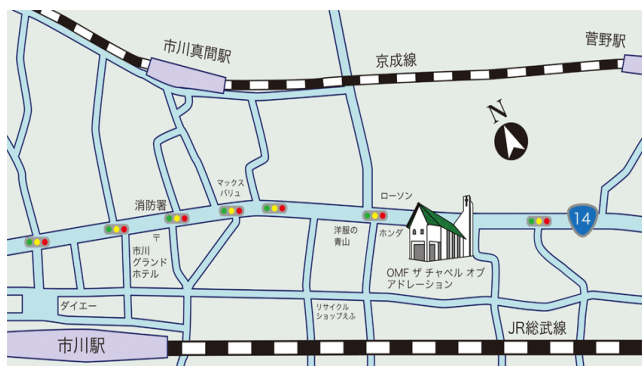 市川真間駅
京成線
菅野駅
N
マックス
バリュ
消防署
ローソン
14
〒
洋服の
青山
ホンダ
市川
グランド
ホテル
OMF ザ チャペル オブ
アドレーション
ダイエー
リサイクル
ショップえふ
JR総武線
市川駅